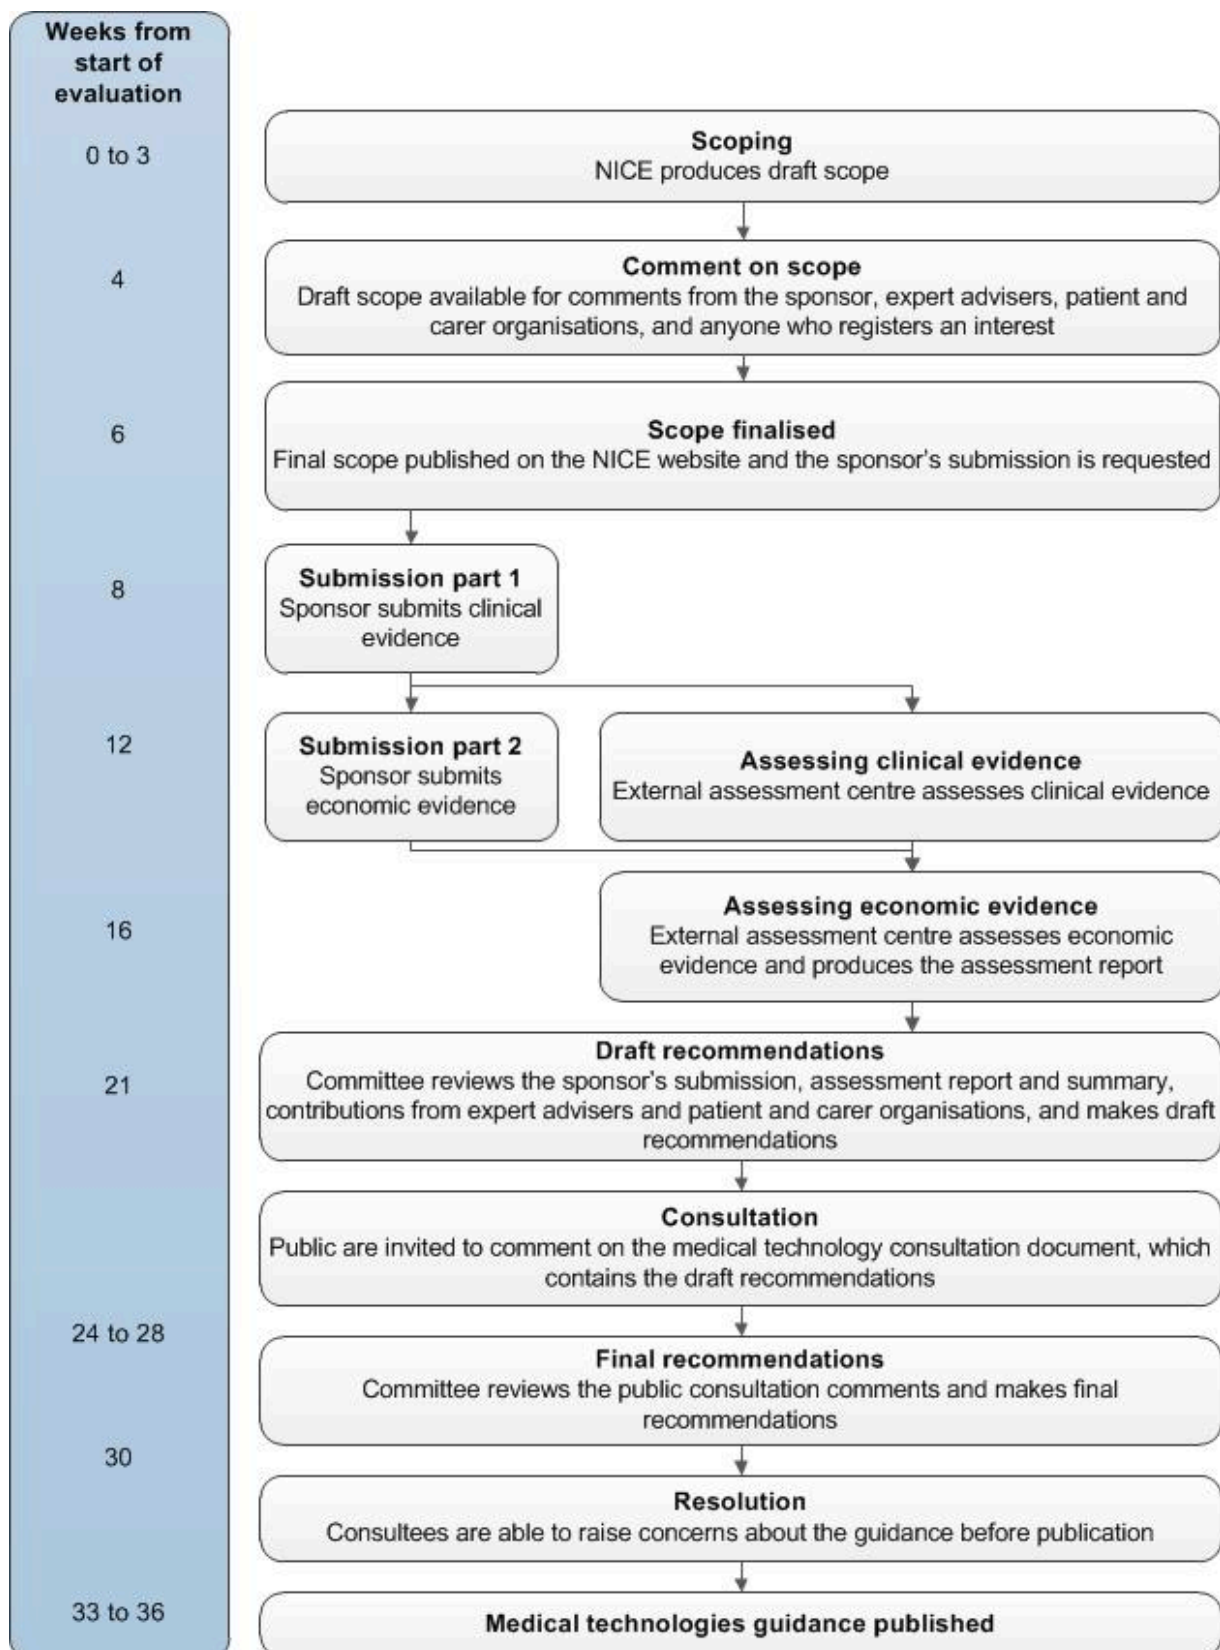 Weeks from
start of
evaluation
0 to 3
Scoping
NICE produces draft scope
4
Comment on scope
Draft scope available for comments from the sponsor, expert advisers, patient and
carer organisations, and anyone who registers an interest
6
Scope finalised
Final scope published on the NICE website and the sponsor's submission is requested
8
Submission part 1
Sponsor submits clinical
evidence
12
Submission part 2
Sponsor submits
economic evidence
Assessing clinical evidence
External assessment centre assesses clinical evidence
16
Assessing economic evidence
External assessment centre assesses economic
evidence and produces the assessment report
21
Draft recommendations
Committee reviews the sponsor's submission, assessment report and summary,
contributions from expert advisers and patient and carer organisations, and makes draft
recommendations
Consultation
Public are invited to comment on the medical technology consultation document, which
contains the draft recommendations
24 to 28
Final recommendations
Committee reviews the public consultation comments and makes final
recommendations
30
Resolution
Consultees are able to raise concerns about the guidance before publication
33 to 36
Medical technologies guidance published